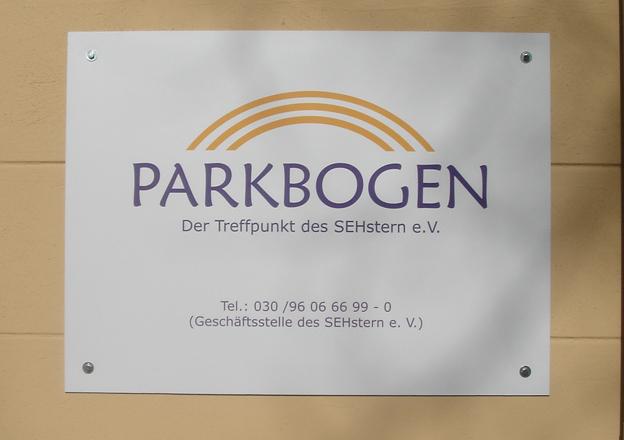 PARKBOGEN
Der Treffpunkt des SEHstern e.V.
Tel.: 030 /96 06 66 99 - 0
(Geschäftsstelle des SEHstern e. V.)